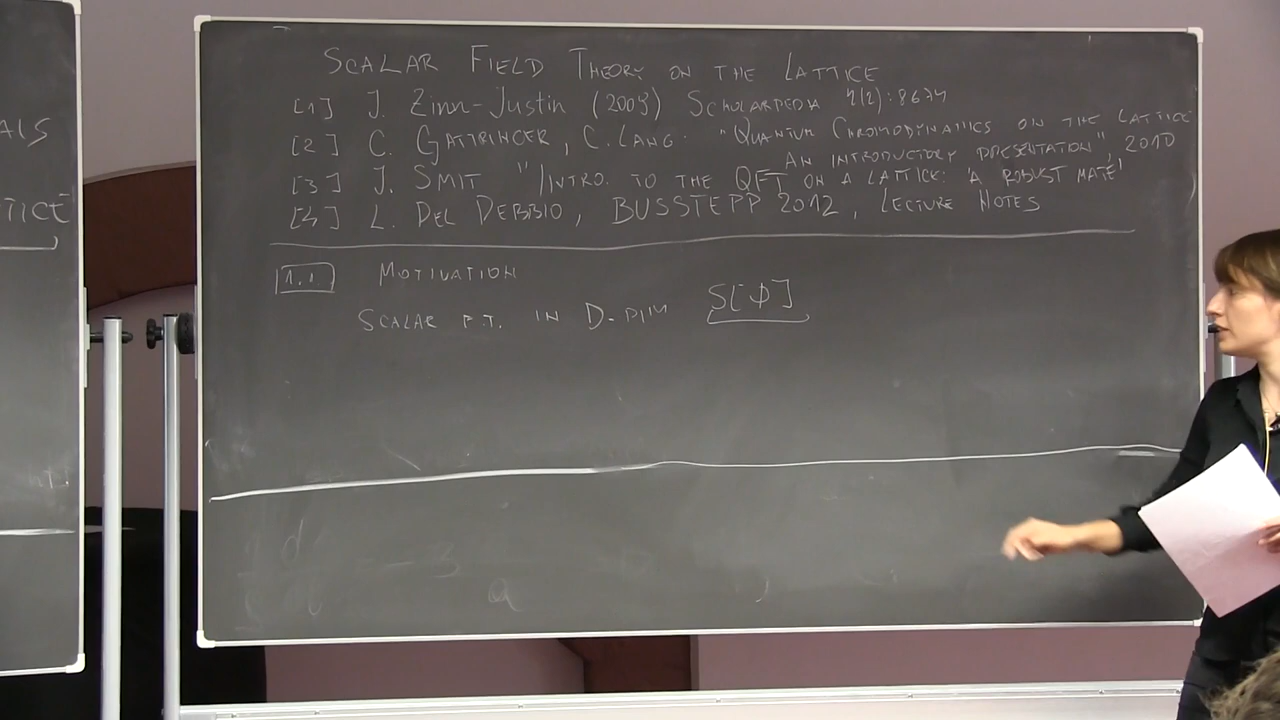 SCALAR FIELD THEORY ON THE LATTICE
[1] J. ZINN-JUSTIN (2009) SCHOLARPEDIA 4(2):8674
[2] C. GATTRINGER, C. LANG. "QUANTUM CHROMODYNAMICS ON THE LATTICE
AN INTRODUCTORY PRESENTATION", 2010
[3] J. SMIT "INTRO. TO THE QFT ON A LATTICE: 'A ROBUST MATE'
[4] L. DEL DEBBIO, BUSSTEPP 2012, LECTURE NOTES
1.1 MOTIVATION
SCALAR F.T. IN D-DIM S[ϕ]
ALS
TTICE